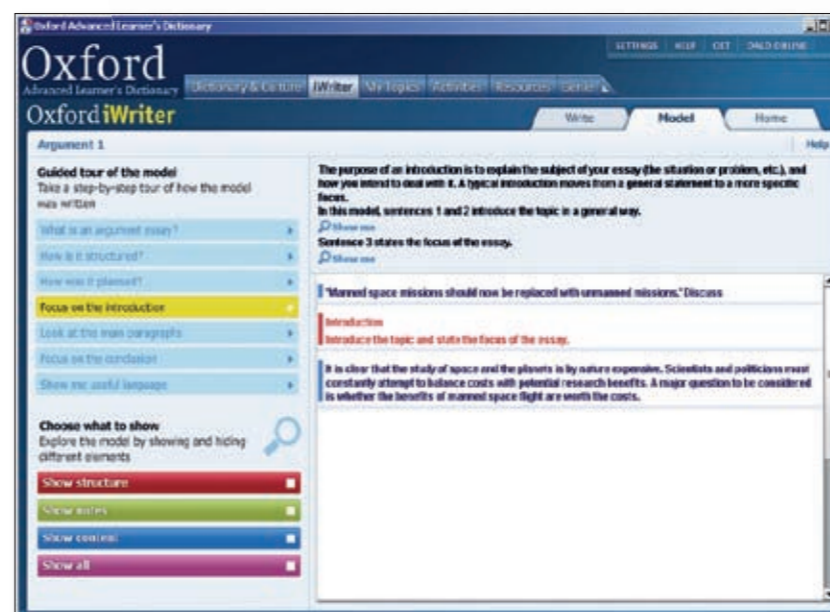 Oxford Advanced Learner's Dictionary
SETTINGS HELP OALD ONLINE
Oxford
Advanced Learner's Dictionary
Dictionary & Culture iWriter My Topics Activities Resources Genie
Oxford iWriter
Write Model Home
Argument 1
Help
Guided tour of the model
Take a step-by-step tour of how the model
was written
What is an argument essay?
How is it structured?
How was it planned?
Focus on the introduction
Look at the main paragraphs
Focus on the conclusion
Show me useful language
Choose what to show
Explore the model by showing and hiding
different elements
Show structure
Show notes
Show content
Show all
The purpose of an introduction is to explain the subject of your essay (the situation or problem, etc.), and
how you intend to deal with it. A typical introduction moves from a general statement to a more specific
focus.
In this model, sentences 1 and 2 introduce the topic in a general way.
Show me
Sentence 3 states the focus of the essay.
Show me
"Manned space missions should now be replaced with unmanned missions." Discuss
Introduction
Introduce the topic and state the focus of the essay.
It is clear that the study of space and the planets is by nature expensive. Scientists and politicians must
constantly attempt to balance costs with potential research benefits. A major question to be considered
is whether the benefits of manned space flight are worth the costs.